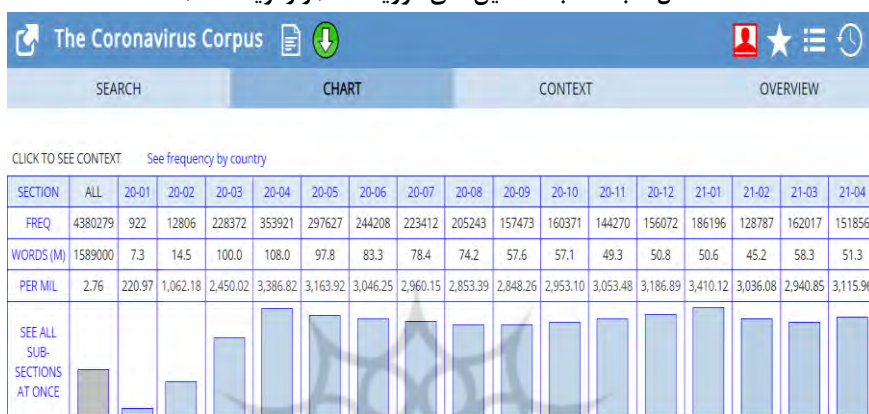 The Coronavirus Corpus
SEARCH CHART CONTEXT OVERVIEW
CLICK TO SEE CONTEXT See frequency by country
SECTION ALL 20-01 20-02 20-03 20-04 20-05 20-06 20-07 20-08 20-09 20-10 20-11 20-12 21-01 21-02 21-03 21-04
FREQ 4380279 922 12806 228372 353921 297627 244208 223412 205243 157473 160371 144270 156072 186196 128787 162017 151856
WORDS (M) 1589000 7.3 14.5 100.0 108.0 97.8 83.3 78.4 74.2 57.6 57.1 49.3 50.8 50.6 45.2 58.3 51.3
PER MIL 2.76 220.97 1,062.18 2,450.02 3,386.82 3,163.92 3,046.25 2,960.15 2,853.39 2,848.26 2,953.10 3,053.48 3,186.89 3,410.12 3,036.08 2,940.85 3,115.96
SEE ALL
SUB-
SECTIONS
AT ONCE